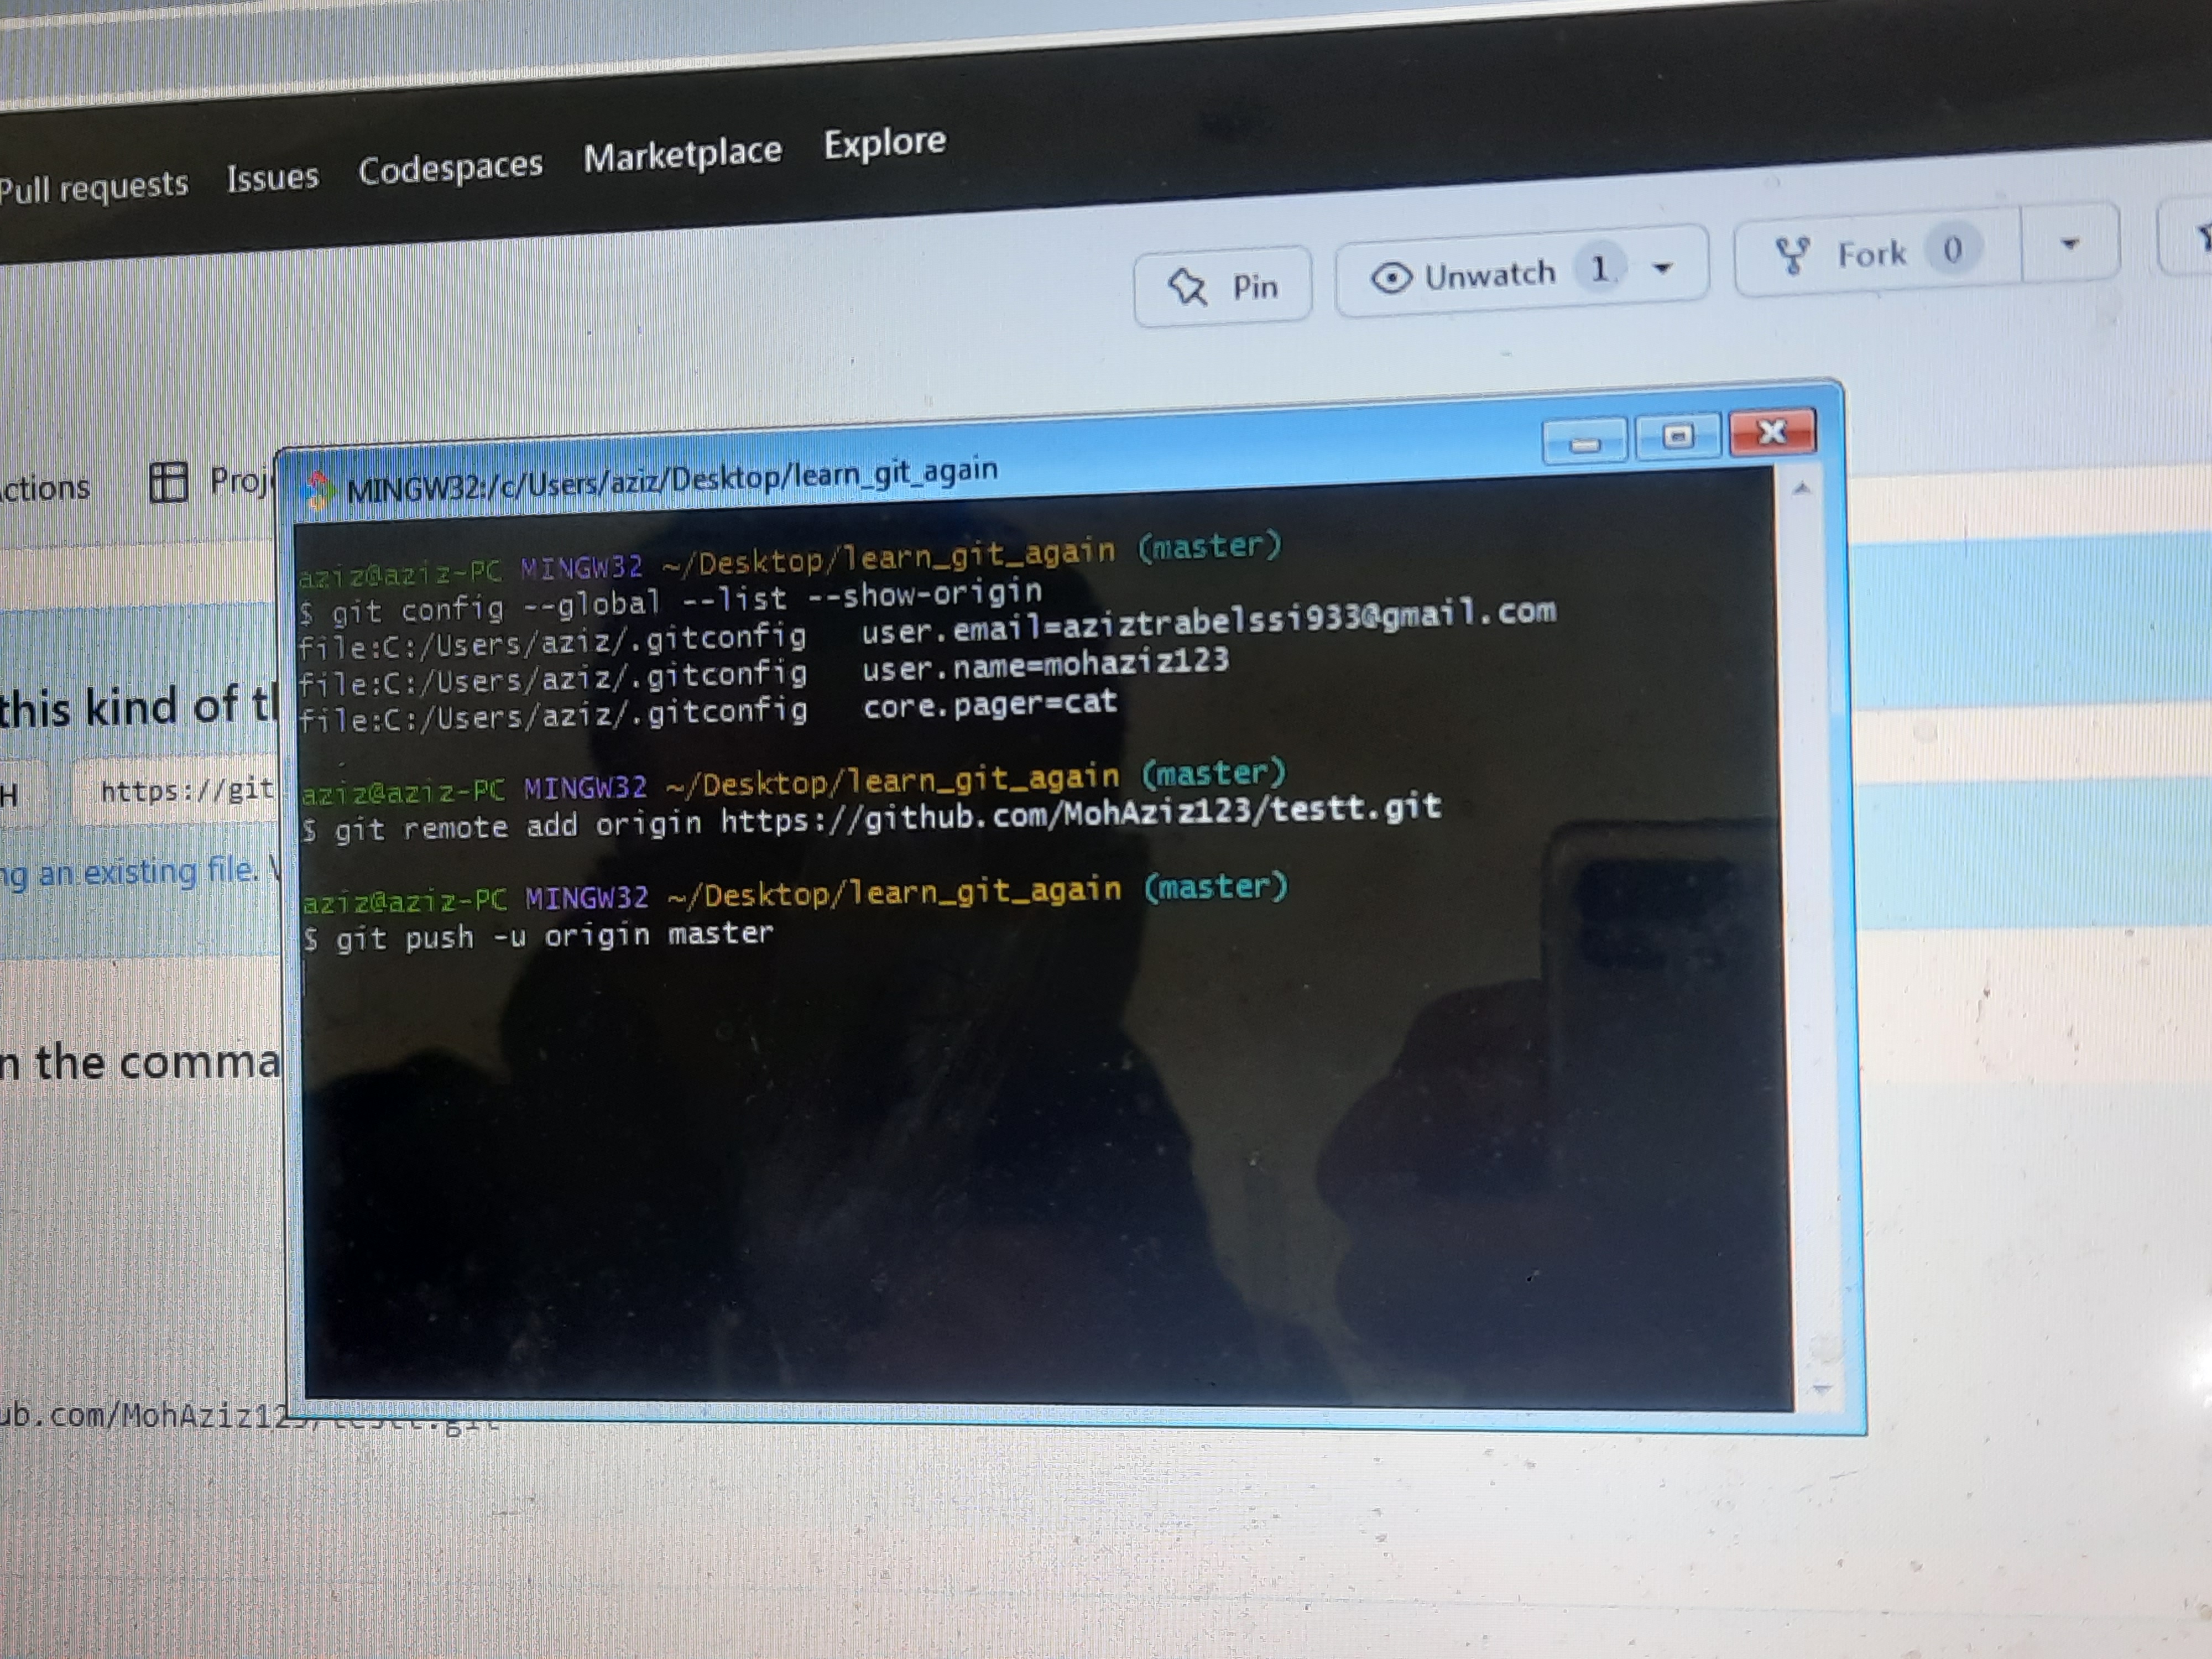 Pull requests Issues Codespaces Marketplace Explore
Pin Unwatch 1 Fork 0
ctions Proj
MINGW32:/c/Users/aziz/Desktop/learn_git_again
aziz@aziz-PC MINGW32 ~/Desktop/learn_git_again (master)
$ git config --global --list --show-origin
file:C:/Users/aziz/.gitconfig user.email=aziztrabelssi933@gmail.com
file:C:/Users/aziz/.gitconfig user.name=mohaziz123
file:C:/Users/aziz/.gitconfig core.pager=cat
aziz@aziz-PC MINGW32 ~/Desktop/learn_git_again (master)
$ git remote add origin https://github.com/MohAziz123/testt.git
aziz@aziz-PC MINGW32 ~/Desktop/learn_git_again (master)
$ git push -u origin master
this kind of t
H https://git
ng an existing file.
n the comma
ub.com/MohAziz123/testt.git